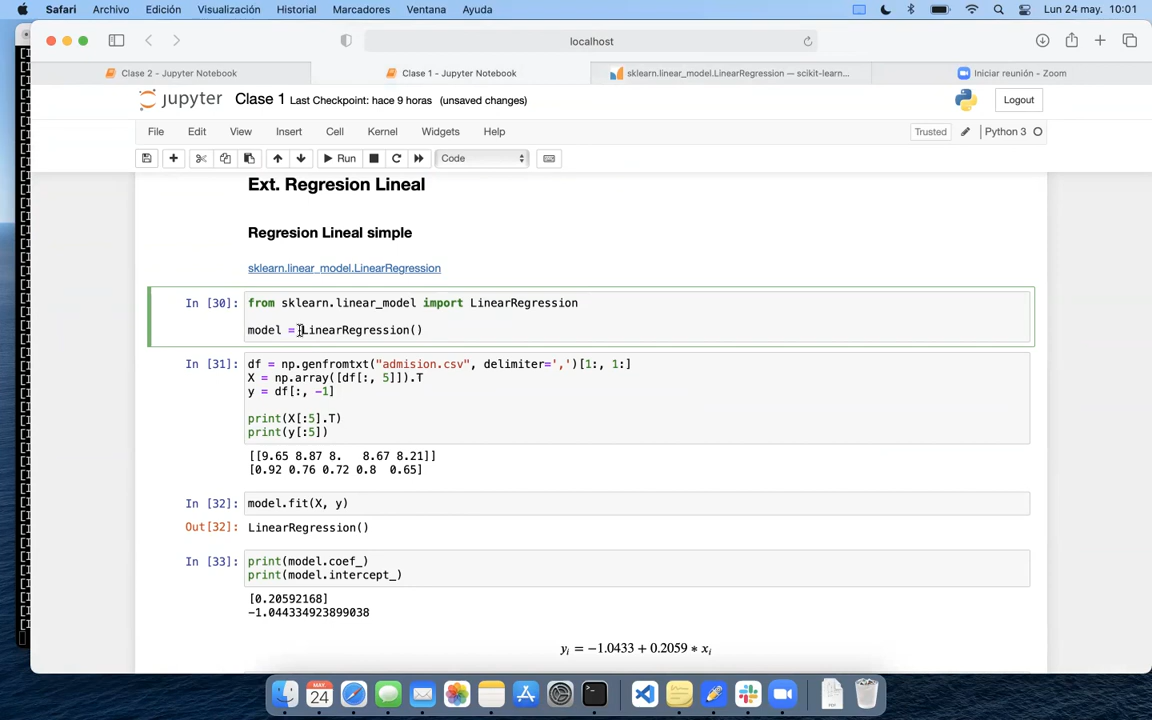 Safari Archivo Edición Visualización Historial Marcadores Ventana Ayuda Lun 24 may. 10:01
localhost
Clase 2 - Jupyter Notebook
Clase 1 - Jupyter Notebook
sklearn.linear_model.LinearRegression — scikit-learn...
Iniciar reunión - Zoom
jupyter Clase 1 Last Checkpoint: hace 9 horas (unsaved changes)
Logout
File Edit View Insert Cell Kernel Widgets Help
Trusted
Python 3
Run
Code
Ext. Regresion Lineal
Regresion Lineal simple
sklearn.linear_model.LinearRegression
In [30]: from sklearn.linear_model import LinearRegression
model = LinearRegression()
In [31]: df = np.genfromtxt("admision.csv", delimiter=',')[1:, 1:]
X = np.array([df[:, 5]]).T
y = df[:, -1]
print(X[:5].T)
print(y[:5])
[[9.65 8.87 8.   8.67 8.21]]
[0.92 0.76 0.72 0.8  0.65]
In [32]: model.fit(X, y)
Out[32]: LinearRegression()
In [33]: print(model.coef_)
print(model.intercept_)
[0.20592168]
-1.044334923899038
yᵢ = −1.0433 + 0.2059 ∗ xᵢ
MAY
24